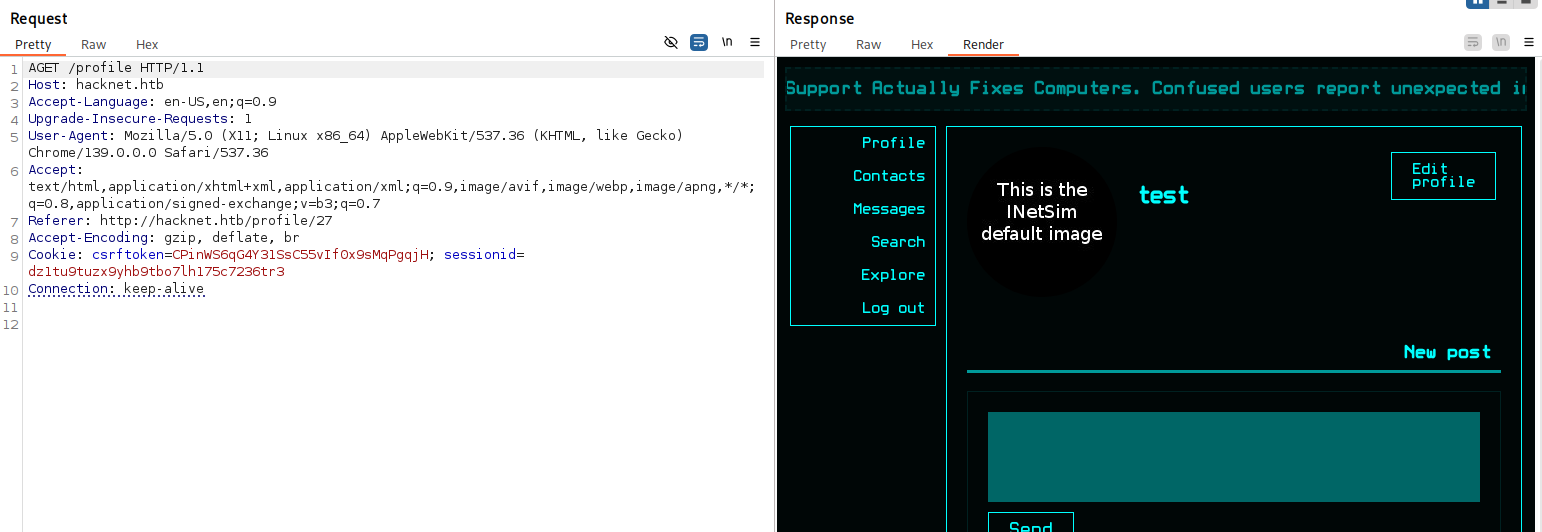 Request
Pretty Raw Hex
\n
1 AGET /profile HTTP/1.1
2 Host: hacknet.htb
3 Accept-Language: en-US,en;q=0.9
4 Upgrade-Insecure-Requests: 1
5 User-Agent: Mozilla/5.0 (X11; Linux x86_64) AppleWebKit/537.36 (KHTML, like Gecko)
Chrome/139.0.0.0 Safari/537.36
6 Accept:
text/html,application/xhtml+xml,application/xml;q=0.9,image/avif,image/webp,image/apng,*/*;
q=0.8,application/signed-exchange;v=b3;q=0.7
7 Referer: http://hacknet.htb/profile/27
8 Accept-Encoding: gzip, deflate, br
9 Cookie: csrftoken=CPinWS6qG4Y31SsC55vIf0x9sMqPgqjH; sessionid=
dz1tu9tuzx9yhb9tbo7lh175c7236tr3
10 Connection: keep-alive
11
12
Response
Pretty Raw Hex Render
\n
Support Actually Fixes Computers. Confused users report unexpected
Profile
Contacts
Messages
Search
Explore
Log out
This is the
INetSim
default image
test
Edit
profile
New post
Send